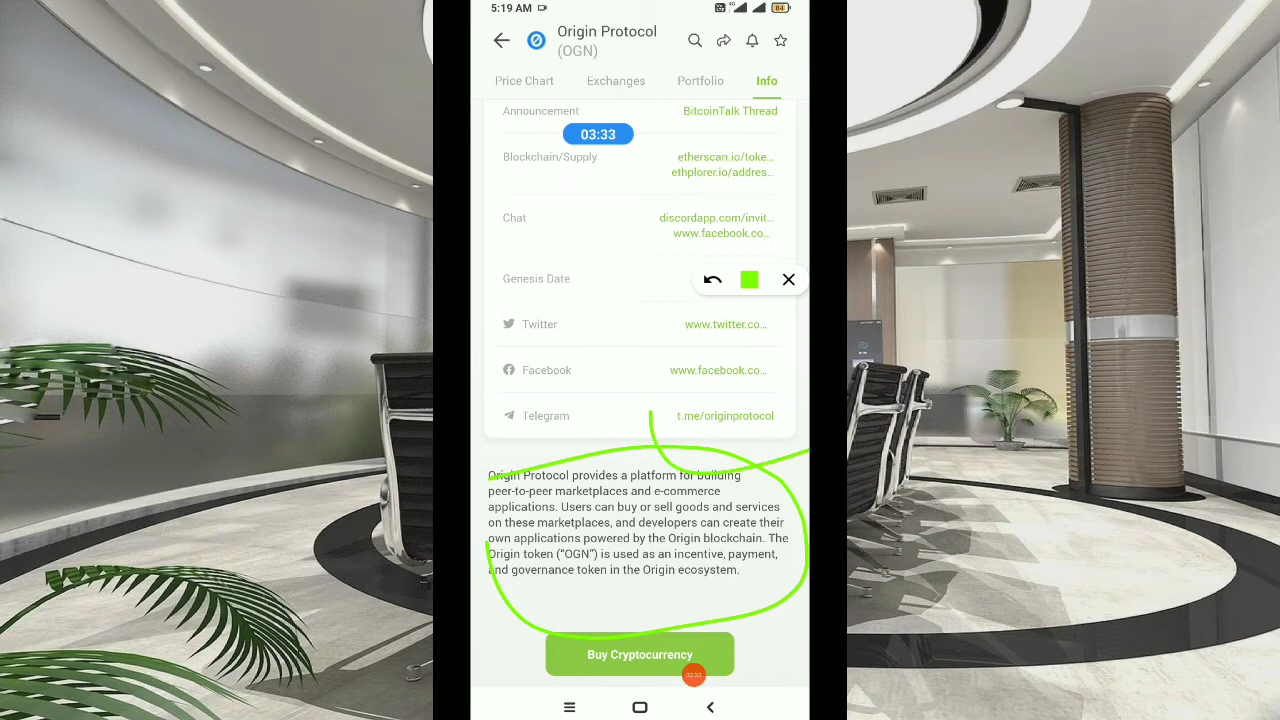 5:19 AM
4G
84
Origin Protocol
(OGN)
Price Chart
Exchanges
Portfolio
Info
Announcement
BitcoinTalk Thread
03:33
Blockchain/Supply
etherscan.io/toke…
ethplorer.io/addres…
Chat
discordapp.com/invit…
www.facebook.co…
Genesis Date
Twitter
www.twitter.co…
Facebook
www.facebook.co…
Telegram
t.me/originprotocol
Origin Protocol provides a platform for building
peer-to-peer marketplaces and e-commerce
applications. Users can buy or sell goods and services
on these marketplaces, and developers can create their
own applications powered by the Origin blockchain. The
Origin token ("OGN") is used as an incentive, payment,
and governance token in the Origin ecosystem.
Buy Cryptocurrency
03:33